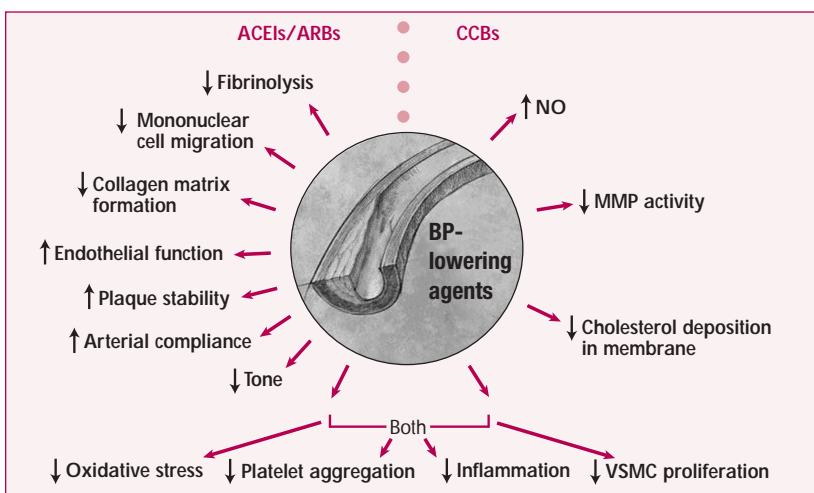 ACEIs/ARBs
CCBs
↓ Fibrinolysis
↓ Mononuclear
cell migration
↓ Collagen matrix
formation
↑ Endothelial function
↑ Plaque stability
↑ Arterial compliance
↓ Tone
BP-
lowering
agents
↑ NO
↓ MMP activity
↓ Cholesterol deposition
in membrane
Both
↓ Oxidative stress ↓ Platelet aggregation ↓ Inflammation ↓ VSMC proliferation